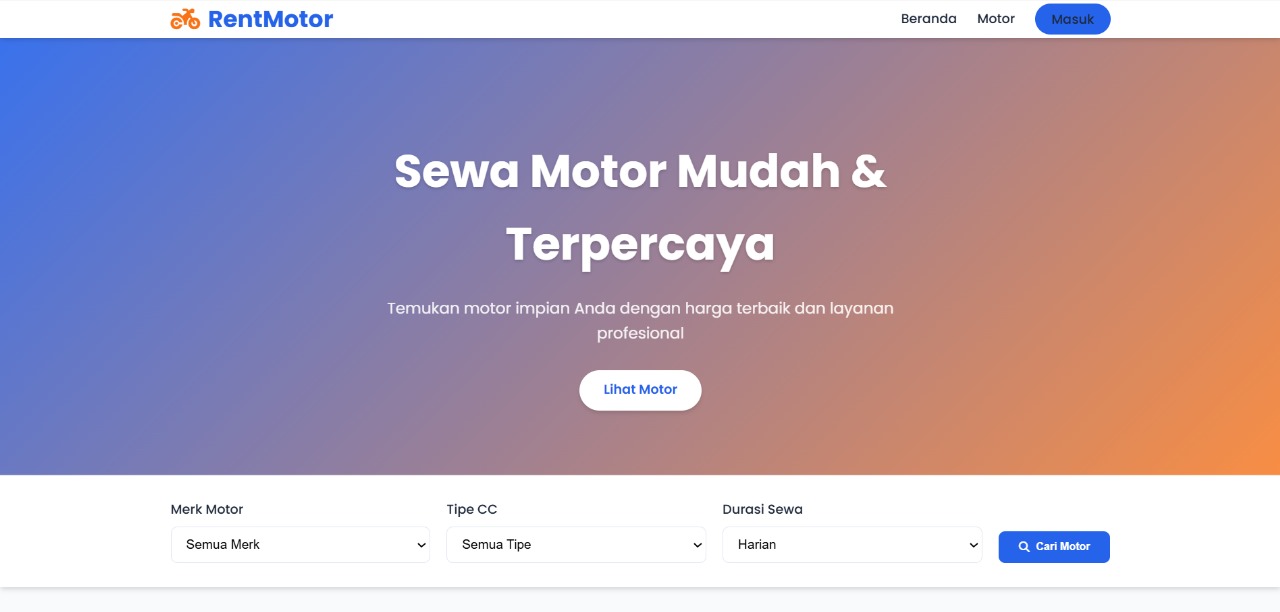 RentMotor
Beranda
Motor
Masuk
Sewa Motor Mudah &
Terpercaya
Temukan motor impian Anda dengan harga terbaik dan layanan
profesional
Lihat Motor
Merk Motor
Semua Merk
Tipe CC
Semua Tipe
Durasi Sewa
Harian
Cari Motor